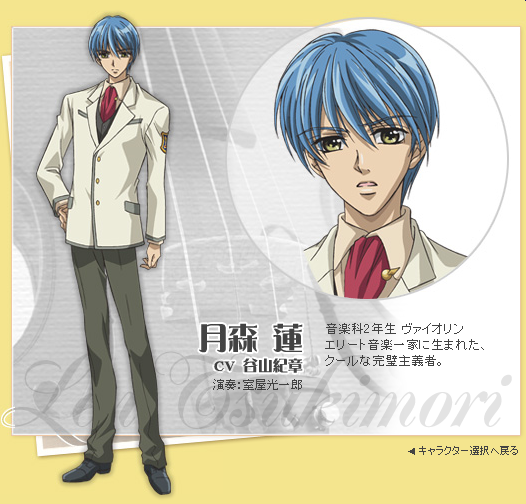 月森 蓮
CV 谷山紀章
演奏:室屋光一郎
音楽科2年生 ヴァイオリン
エリート音楽一家に生まれた、
クールな完璧主義者。
Len Tsukimori
◀キャラクター選択へ戻る